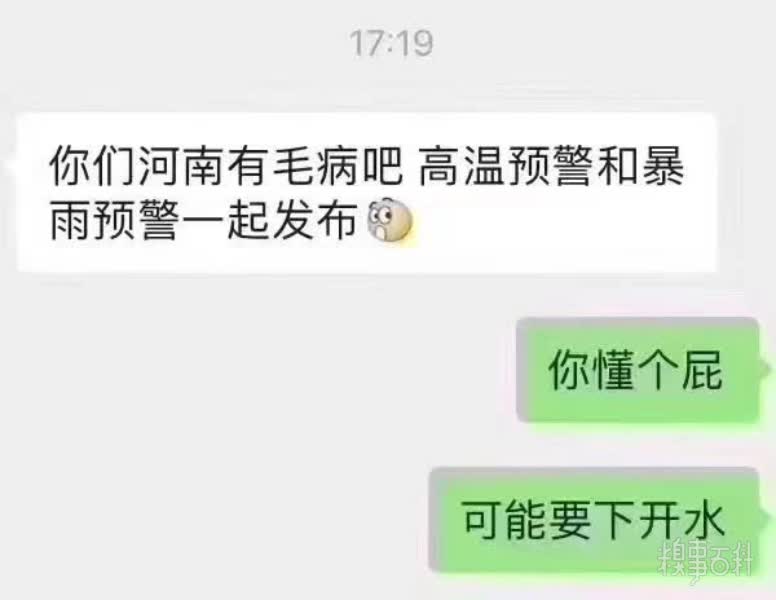 17:19
你们河南有毛病吧 高温预警和暴
雨预警一起发布
你懂个屁
可能要下开水
糗事百科